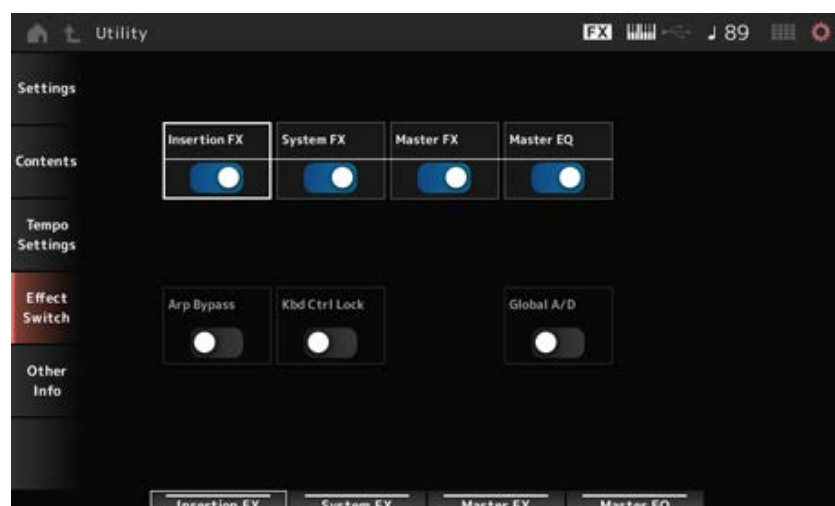 Utility
FX
♩ 89
Settings
Contents
Tempo
Settings
Effect
Switch
Other
Info
Insertion FX
System FX
Master FX
Master EQ
Arp Bypass
Kbd Ctrl Lock
Global A/D
Insertion FX
System FX
Master FX
Master EQ